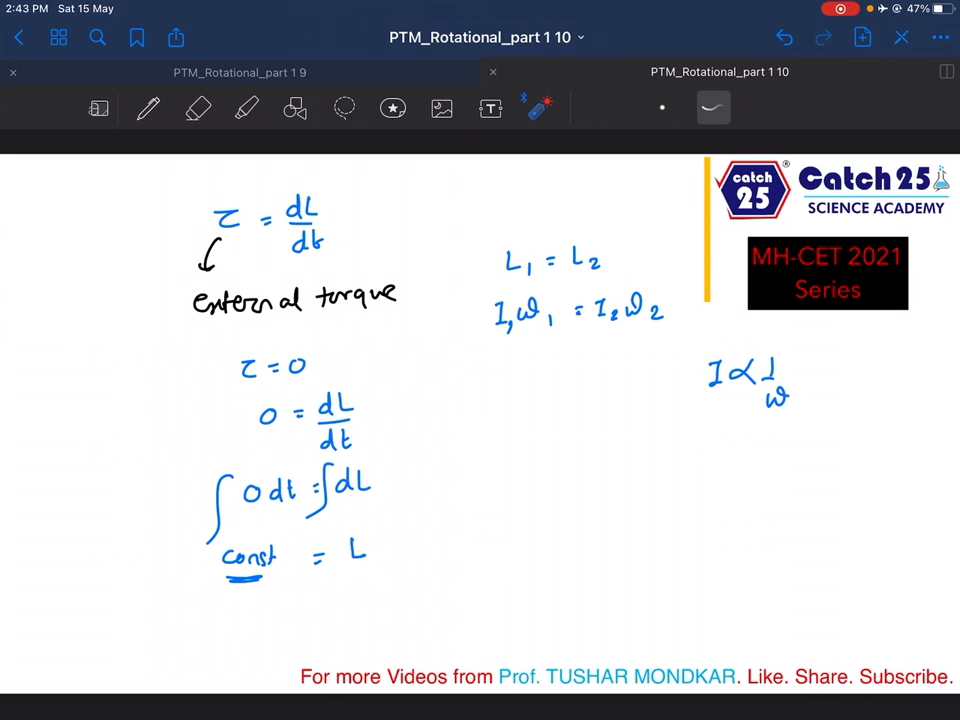 2:43 PM Sat 15 May
47%
PTM_Rotational_part 1 10
PTM_Rotational_part 1 9
PTM_Rotational_part 1 10
T
catch
25
®
Catch 25
SCIENCE ACADEMY
MH-CET 2021
Series
τ = dL/dt
external torque
τ = 0
0 = dL/dt
∫ 0 dt = ∫ dL
const = L
L₁ = L₂
I₁ω₁ = I₂ω₂
I ∝ 1/ω
For more Videos from Prof. TUSHAR MONDKAR. Like. Share. Subscribe.